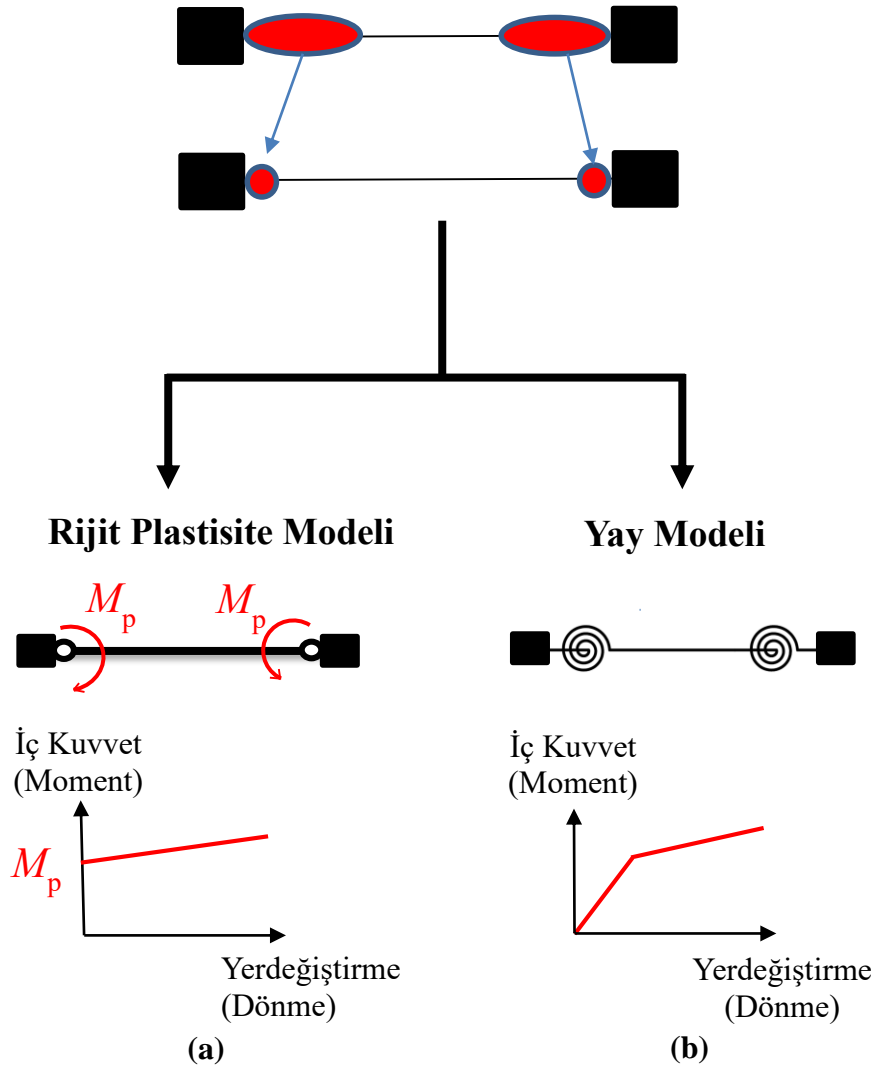 Rijit Plastisite Modeli
Yay Modeli
Mp
Mp
İç Kuvvet
(Moment)
Mp
Yerdeğiştirme
(Dönme)
(a)
İç Kuvvet
(Moment)
Yerdeğiştirme
(Dönme)
(b)